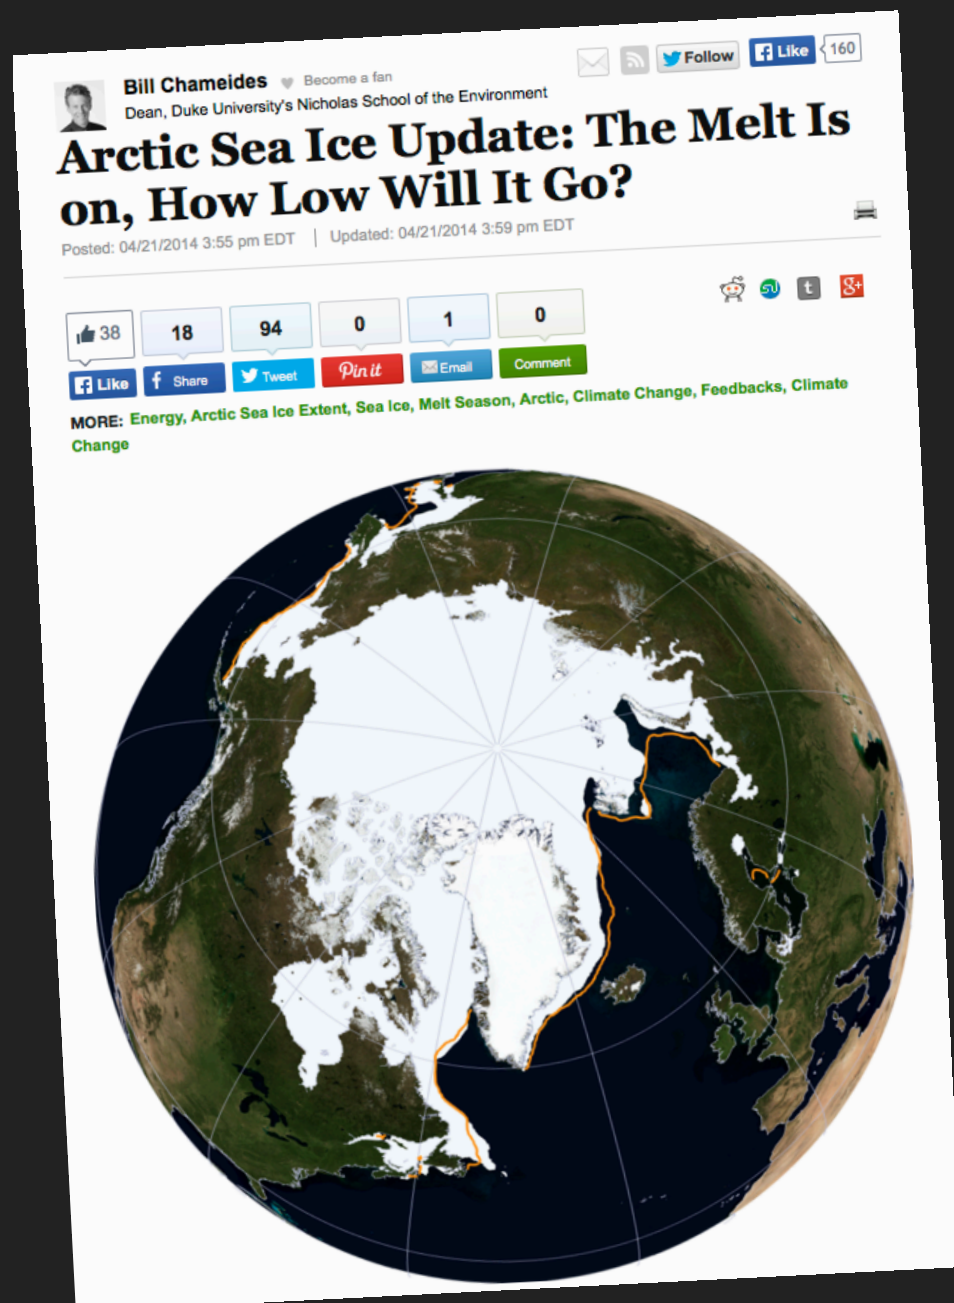 Bill Chameides Become a fan
Dean, Duke University's Nicholas School of the Environment
Follow Like 160
Arctic Sea Ice Update: The Melt Is
on, How Low Will It Go?
Posted: 04/21/2014 3:55 pm EDT | Updated: 04/21/2014 3:59 pm EDT
38 18 94 0 1 0
Like Share Tweet Pin it Email Comment
MORE: Energy, Arctic Sea Ice Extent, Sea Ice, Melt Season, Arctic, Climate Change, Feedbacks, Climate
Change